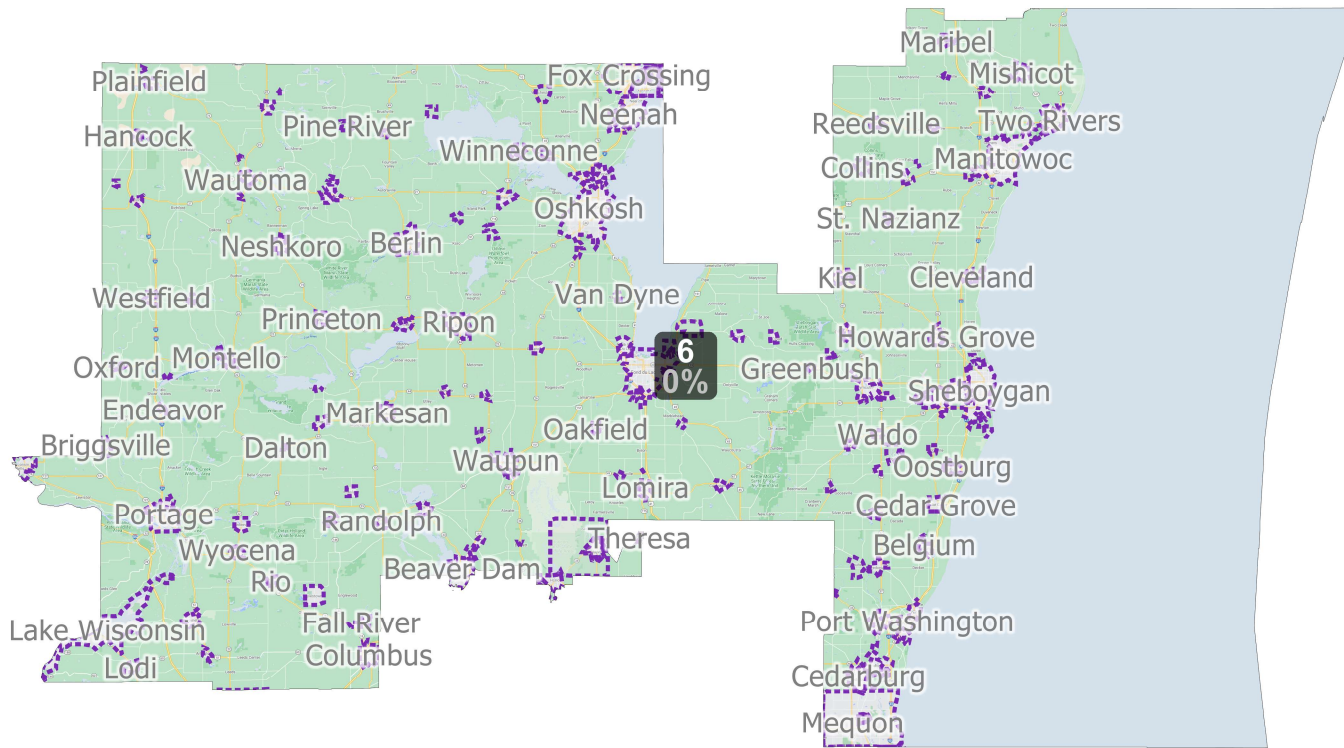 Maribel
Fox Crossing
Mishicot
Plainfield
Neenah
Pine River
Reedsville
Two Rivers
Hancock
Winneconne
Collins
Manitowoc
Wautoma
Oshkosh
St. Nazianz
Neshkoro
Berlin
Kiel
Cleveland
Westfield
Van Dyne
Princeton
Ripon
Howards Grove
6
0%
Oxford
Montello
Greenbush
Sheboygan
Endeavor
Markesan
Oakfield
Waldo
Briggsville
Dalton
Waupun
Oostburg
Lomira
Cedar Grove
Portage
Randolph
Theresa
Belgium
Wyocena
Beaver Dam
Rio
Port Washington
Lake Wisconsin
Fall River
Columbus
Lodi
Cedarburg
Mequon